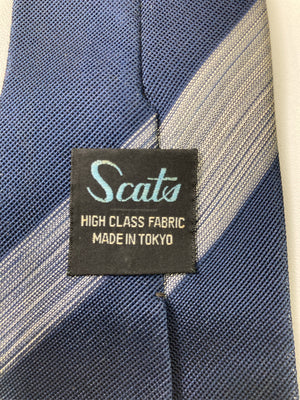 Scats
HIGH CLASS FABRIC
MADE IN TOKYO